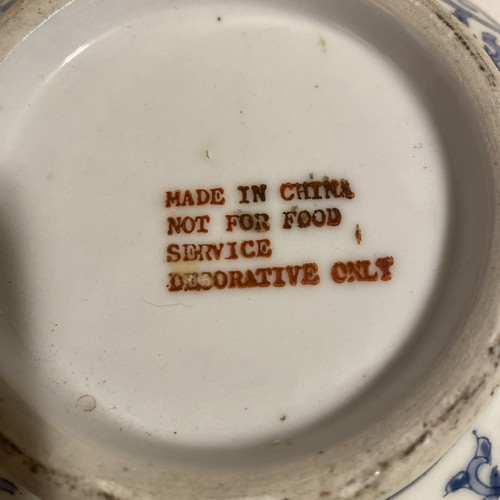 MADE IN CHINA
NOT FOR FOOD
SERVICE
DECORATIVE ONLY